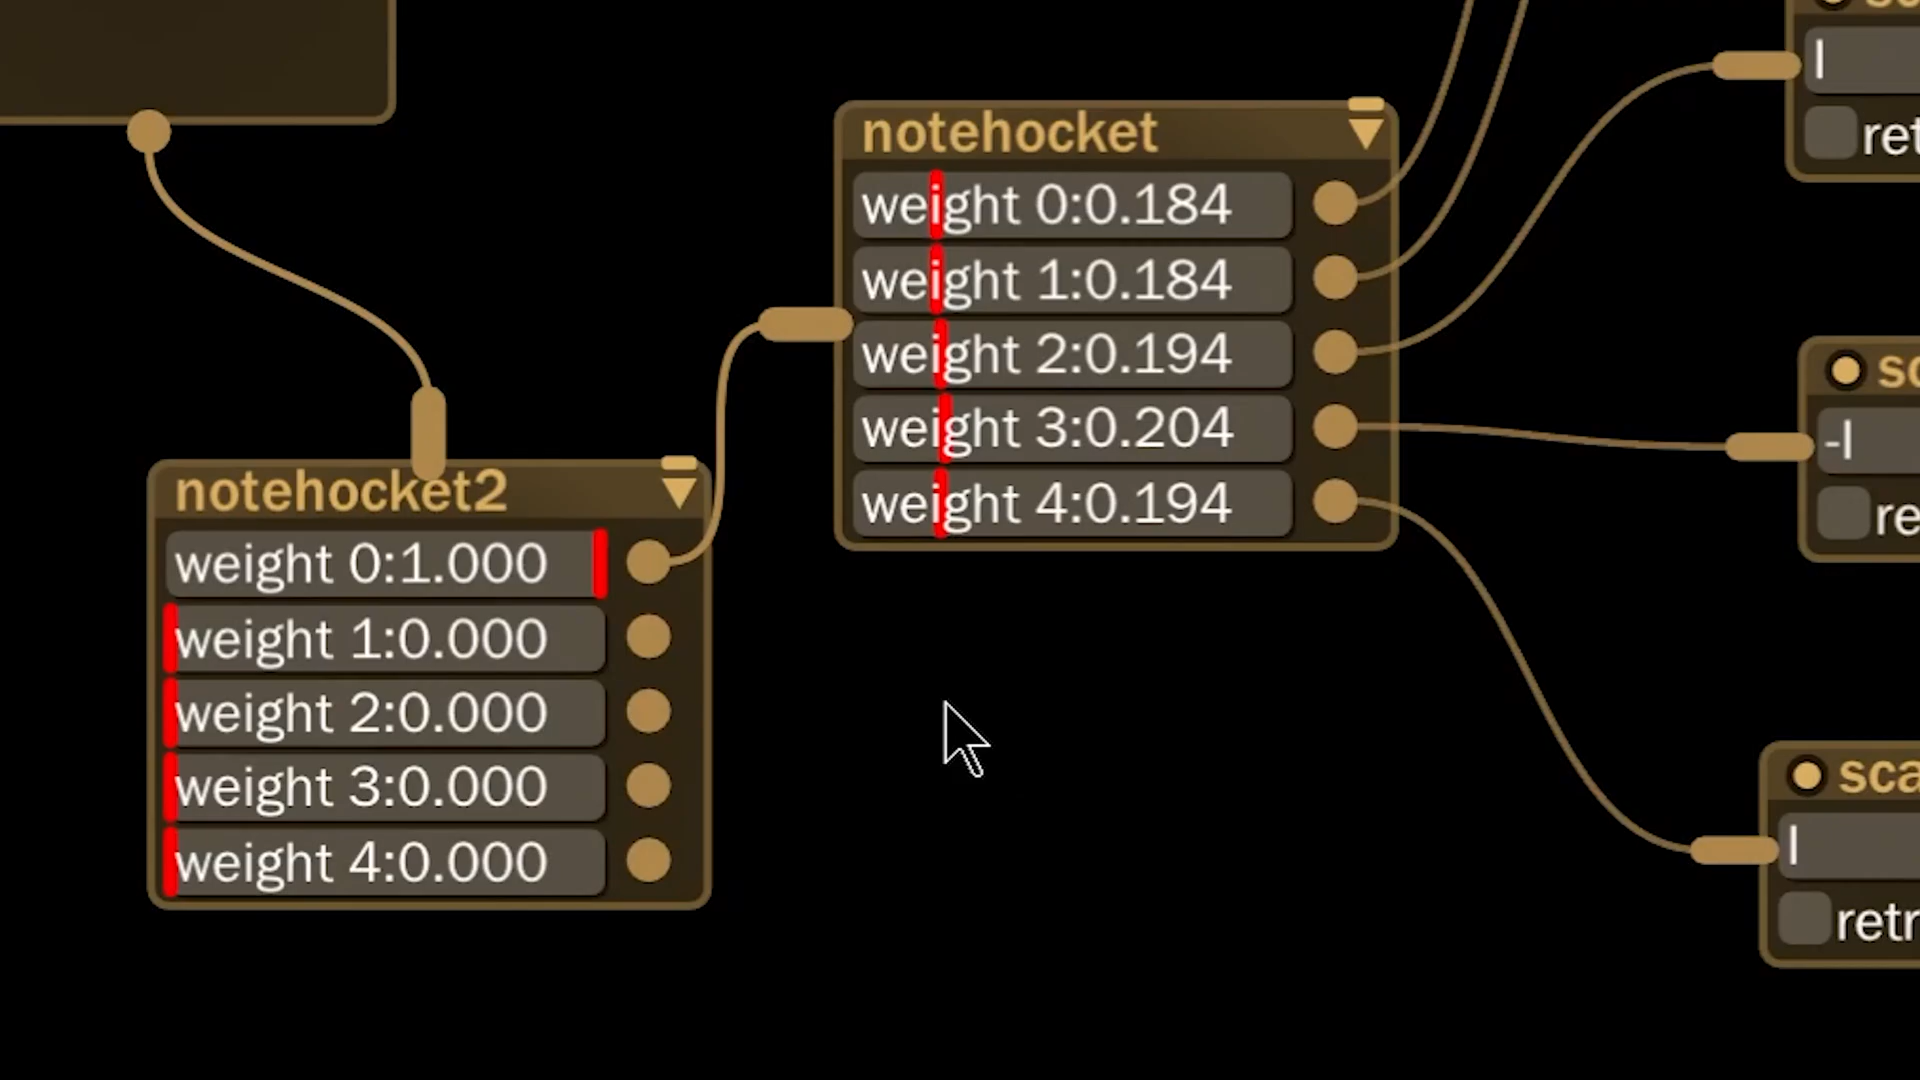 notehocket
weight 0:0.184
weight 1:0.184
weight 2:0.194
weight 3:0.204
weight 4:0.194
notehocket2
weight 0:1.000
weight 1:0.000
weight 2:0.000
weight 3:0.000
weight 4:0.000
ret
sc
-l
re
sca
retr